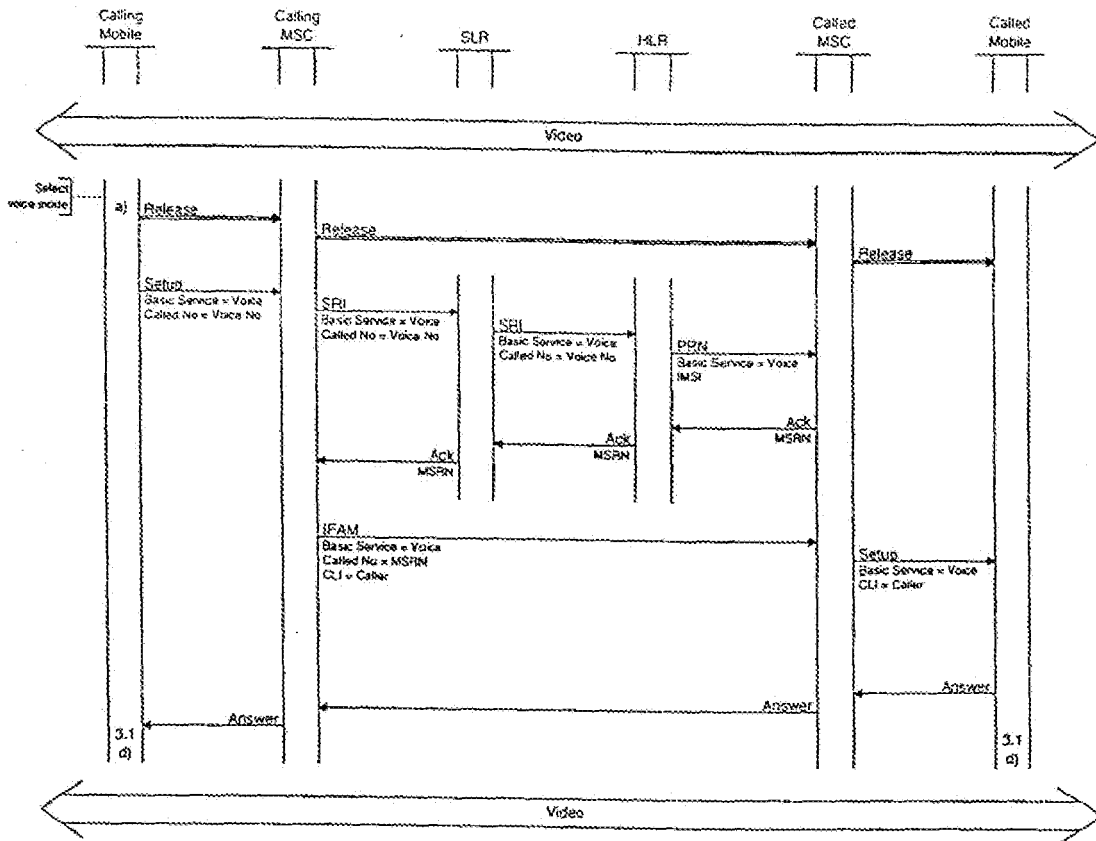 Calling
Mobile
Calling
MSC
SLR
HLR
Called
MSC
Called
Mobile
Video
Select
voice mode
a)
Release
Release
Release
Setup
Basic Service = Voice
Called No = Voice No
SRI
Basic Service = Voice
Called No = Voice No
SRI
Basic Service = Voice
Called No = Voice No
PRN
Basic Service = Voice
IMSI
Ack
MSRN
Ack
MSRN
Ack
MSRN
IFAM
Basic Service = Voice
Called No = MSRN
CLI = Caller
Setup
Basic Service = Voice
CLI = Caller
Answer
Answer
Answer
3.1
d)
3.1
d)
Video